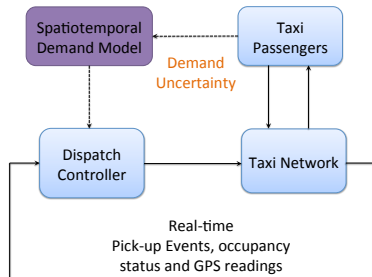 Spatiotemporal
Demand Model
Taxi
Passengers
Demand
Uncertainty
Dispatch
Controller
Taxi Network
Real-time
Pick-up Events, occupancy
status and GPS readings